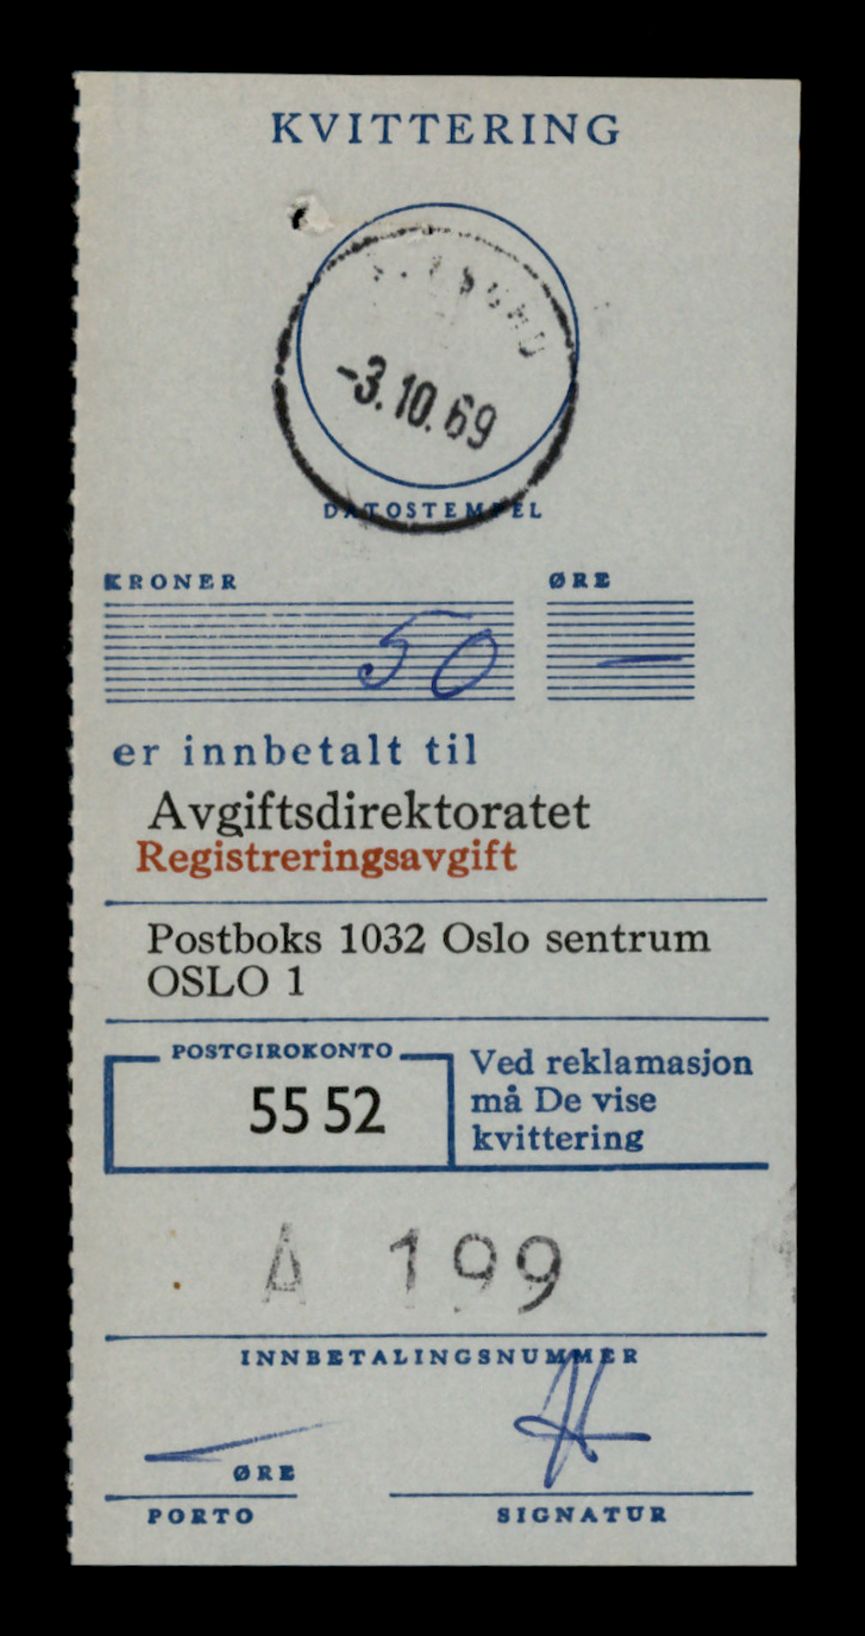 KVITTERING
-3.10.69
DATOSTEMPEL
KRONER ØRE
50 —
er innbetalt til
Avgiftsdirektoratet
Registreringsavgift
Postboks 1032 Oslo sentrum
OSLO 1
POSTGIROKONTO
55 52
Ved reklamasjon
må De vise
kvittering
A 199
INNBETALINGSNUMMER
ØRE
PORTO
SIGNATUR